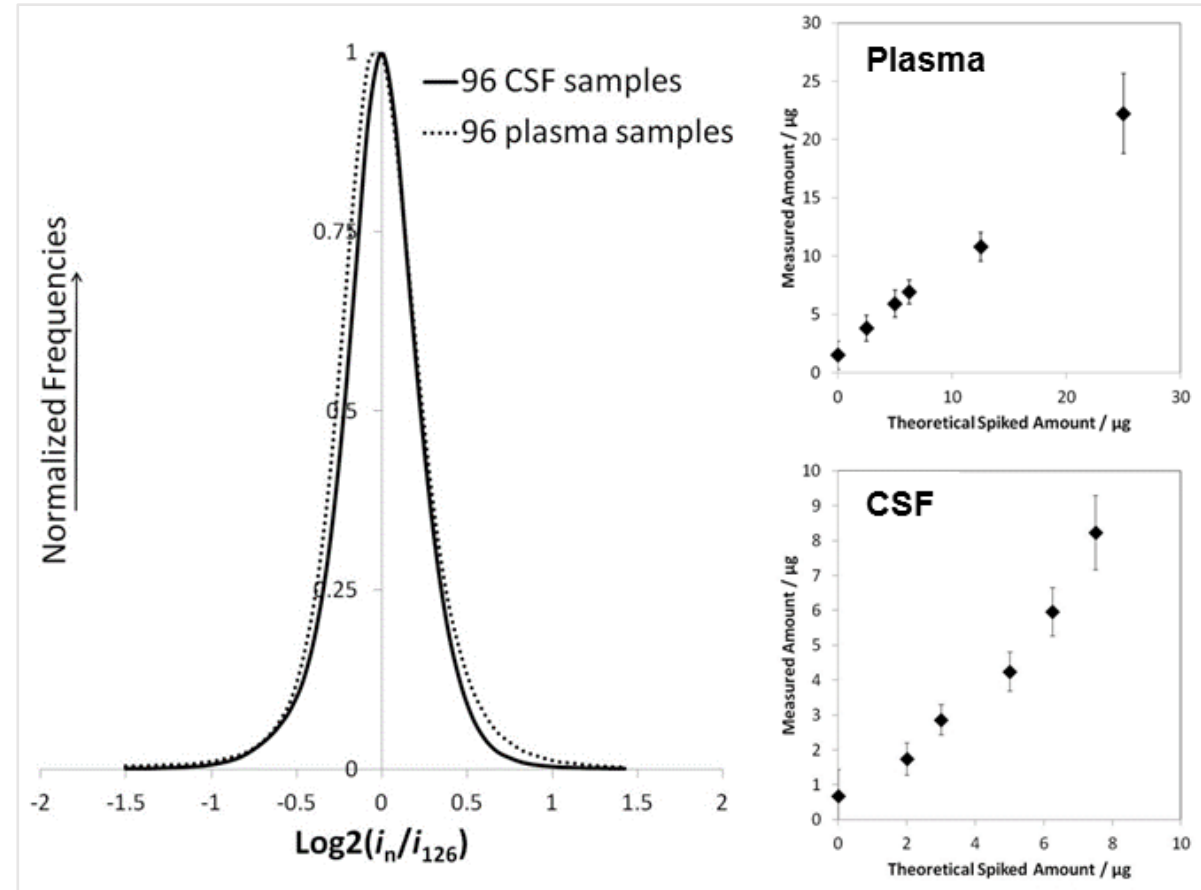 96 CSF samples
96 plasma samples
Normalized Frequencies
1
0.75
0.5
0.25
0
-2 -1.5 -1 -0.5 0 0.5 1 1.5 2
Log2(in/i126)
Plasma
Measured Amount / µg
30
25
20
15
10
5
0
0 10 20 30
Theoretical Spiked Amount / µg
CSF
Measured Amount / µg
10
9
8
7
6
5
4
3
2
1
0
0 2 4 6 8 10
Theoretical Spiked Amount / µg